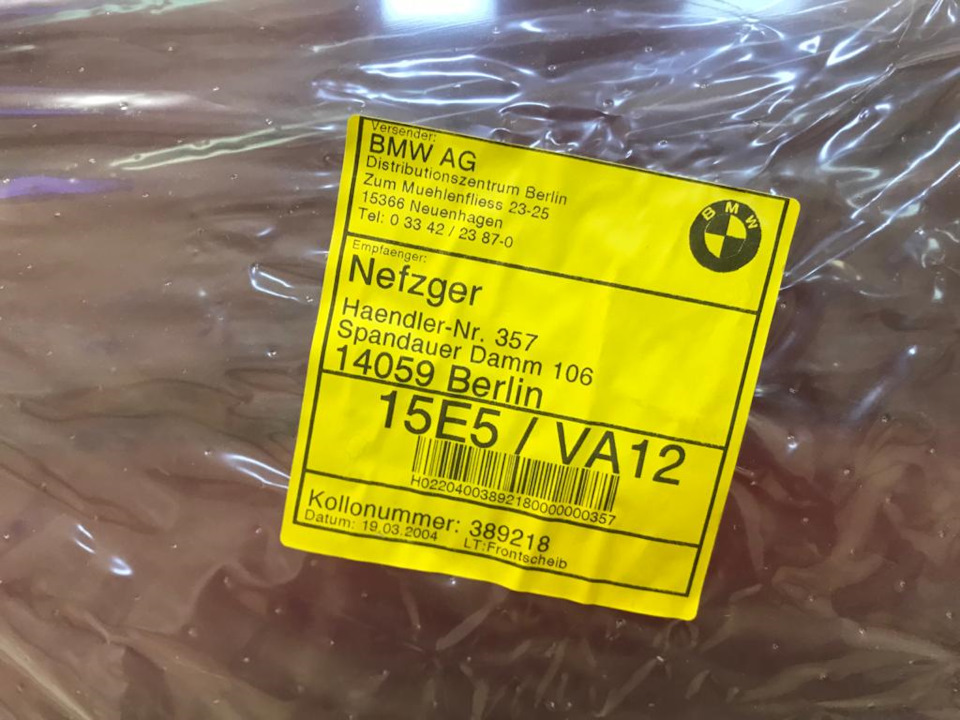 Versender:
BMW AG
Distributionszentrum Berlin
Zum Muehlenfliess 23-25
15366 Neuenhagen
Tel: 0 33 42 / 23 87-0
BMW
Empfaenger:
Nefzger
Haendler-Nr. 357
Spandauer Damm 106
14059 Berlin
15E5 / VA12
H02204003892180000000357
Kollonummer: 389218
Datum: 19.03.2004 LT:Frontscheib